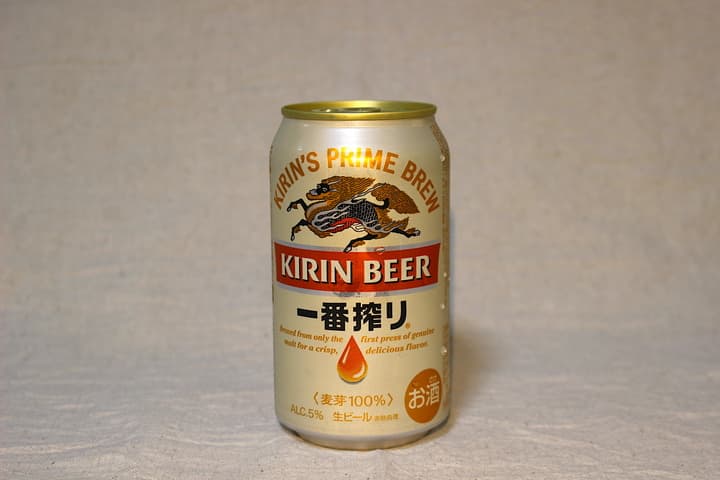 KIRIN'S PRIME BREW
KIRIN BEER
一番搾り®
Brewed from only the first press of genuine
malt for a crisp, delicious flavor.
〈麦芽100%〉
ALC.5% 生ビール
お酒